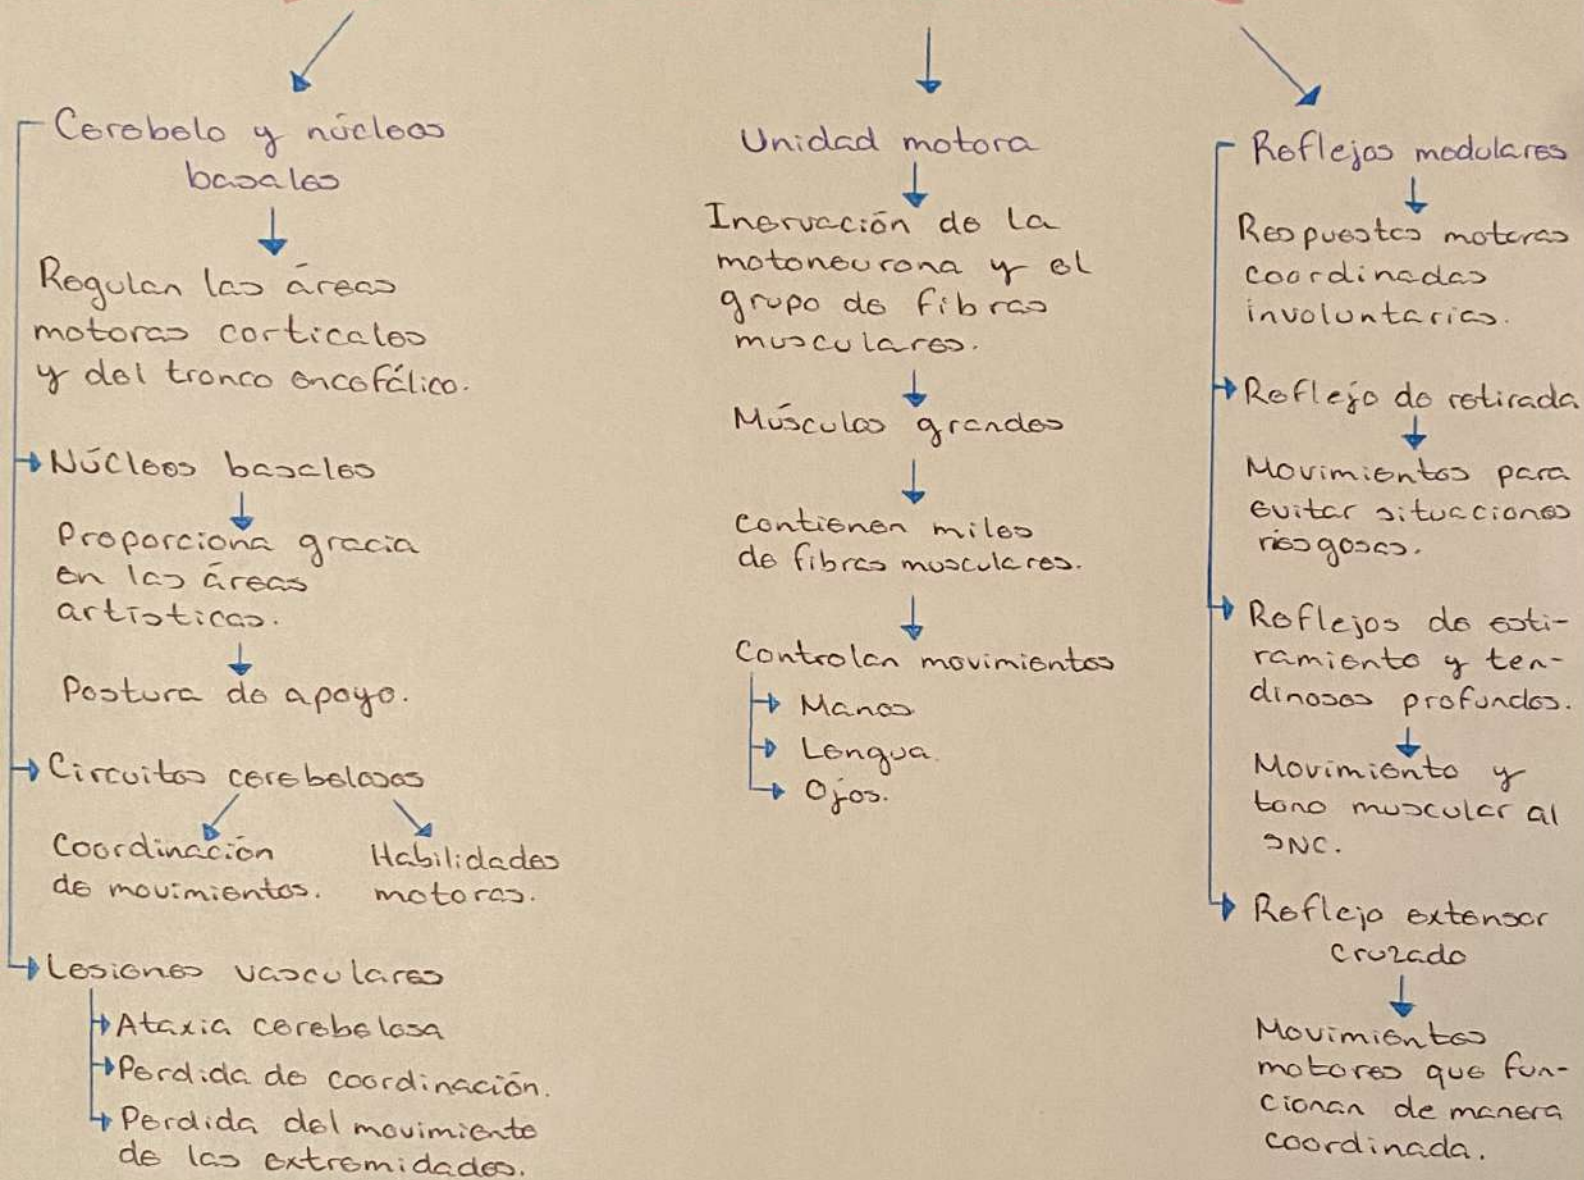 Cerebelo y núcleos
basales
Regulan las áreas
motoras corticales
y del tronco encefálico.
Núcleos basales
Proporciona gracia
en las áreas
artísticas.
Postura de apoyo.
Circuitos cerebelosos
Coordinación
de movimientos.
Habilidades
motoras.
Lesiones vasculares
Ataxia cerebelosa
Perdida de coordinación.
Perdida del movimiento
de las extremidades.
Unidad motora
Inervación de la
motoneurona y el
grupo de fibras
musculares.
Músculos grandes
Contienen miles
de fibras musculares.
Controlan movimientos
Manos
Lengua.
Ojos.
Reflejos medulares
Respuestas motoras
coordinadas
involuntarias.
Reflejo de retirada
Movimientos para
evitar situaciones
riesgosas.
Reflejos de esti-
ramiento y ten-
dinosos profundos.
Movimiento y
tono muscular al
SNC.
Reflejo extensor
cruzado
Movimientos
motores que fun-
cionan de manera
coordinada.